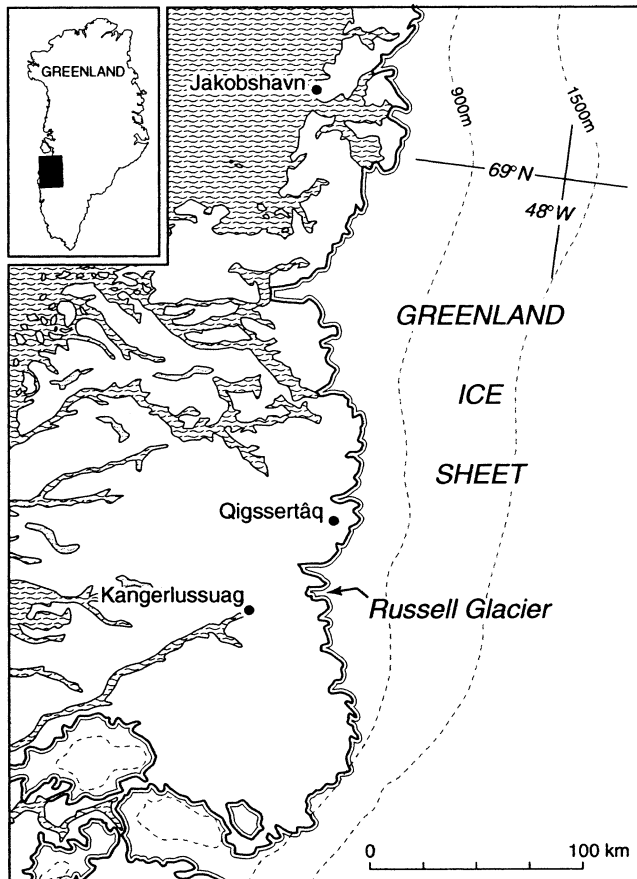 GREENLAND
Jakobshavn
900m
1500m
69°N
48°W
GREENLAND
ICE
SHEET
Qigssertâq
Kangerlussuag
Russell Glacier
0
100 km